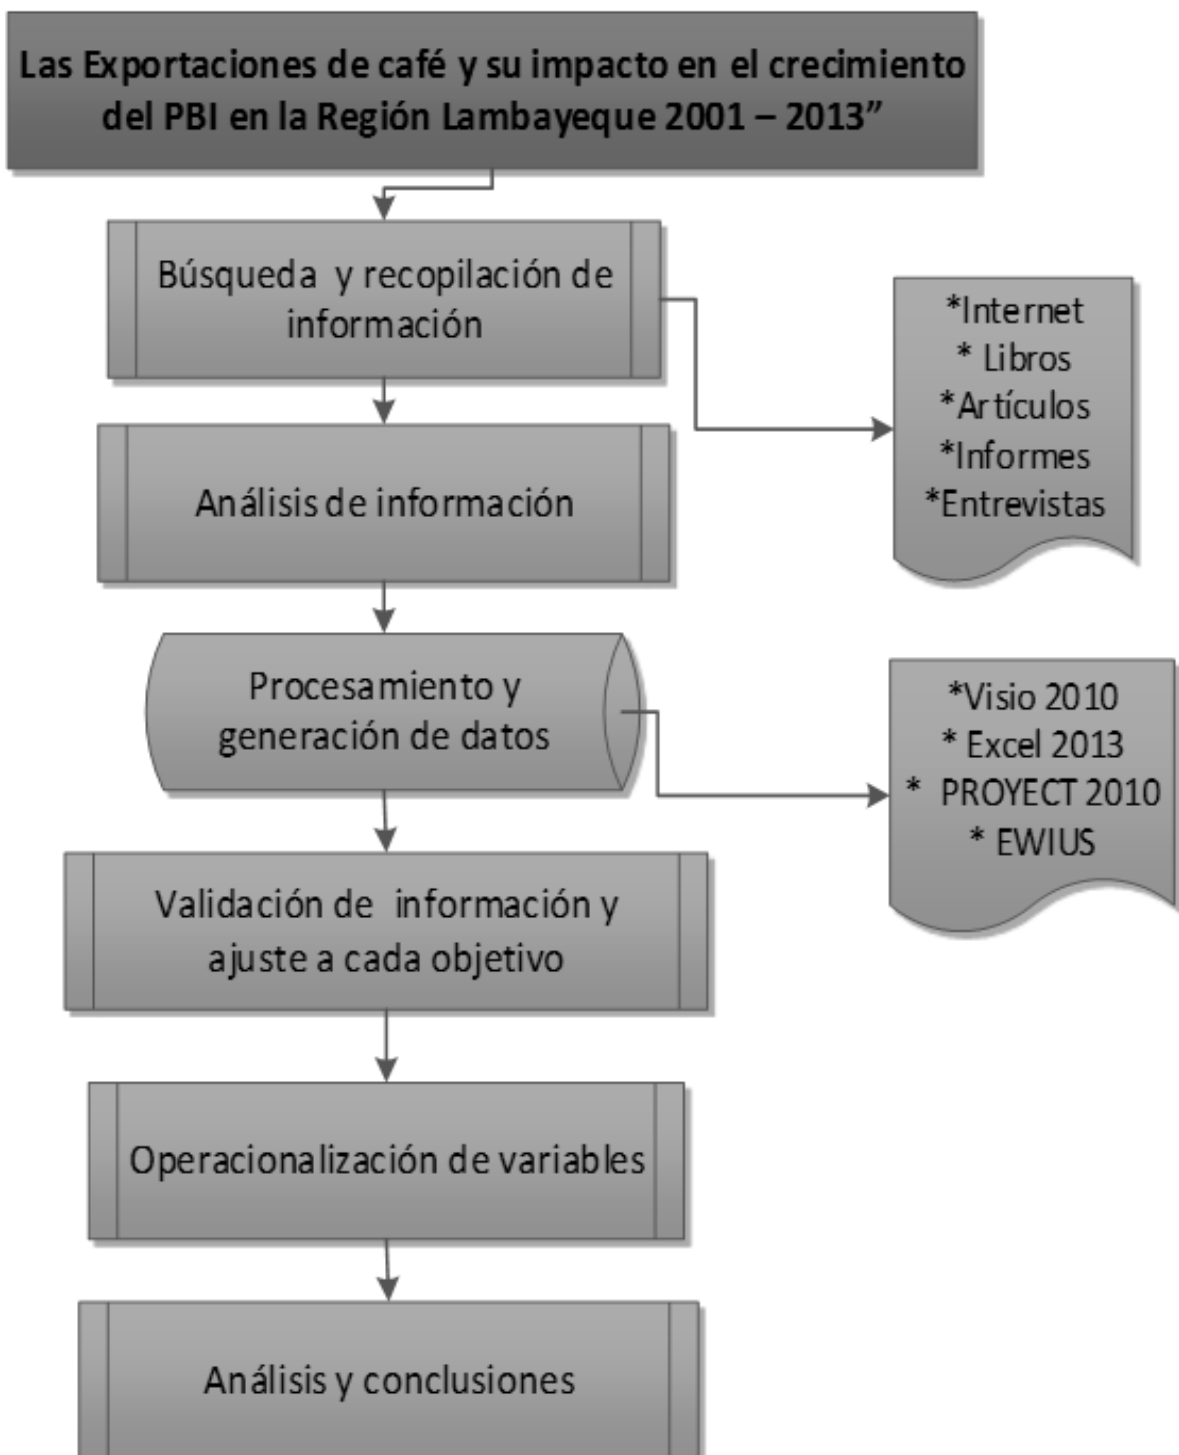 Las Exportaciones de café y su impacto en el crecimiento
del PBI en la Región Lambayeque 2001 – 2013”
Búsqueda y recopilación de
información
*Internet
* Libros
*Artículos
*Informes
*Entrevistas
Análisis de información
Procesamiento y
generación de datos
*Visio 2010
* Excel 2013
* PROYECT 2010
* EWIUS
Validación de información y
ajuste a cada objetivo
Operacionalización de variables
Análisis y conclusiones